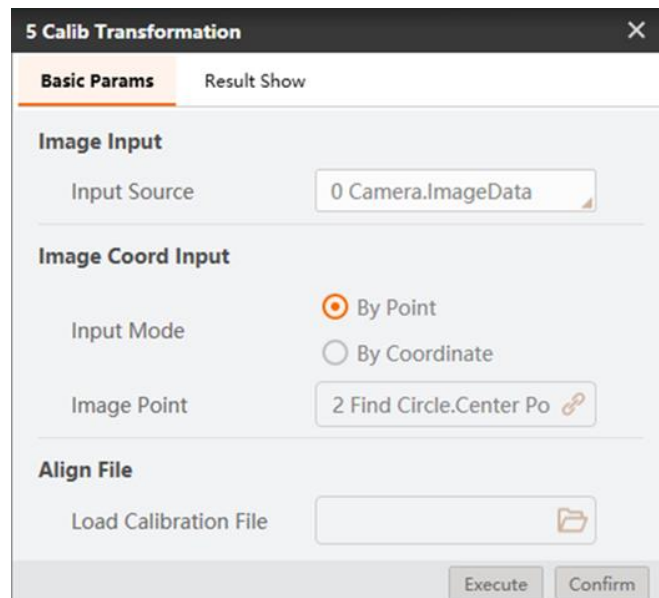 5 Calib Transformation
Basic Params Result Show
Image Input
Input Source 0 Camera.ImageData
Image Coord Input
Input Mode
By Point
By Coordinate
Image Point 2 Find Circle.Center Po
Align File
Load Calibration File
Execute Confirm